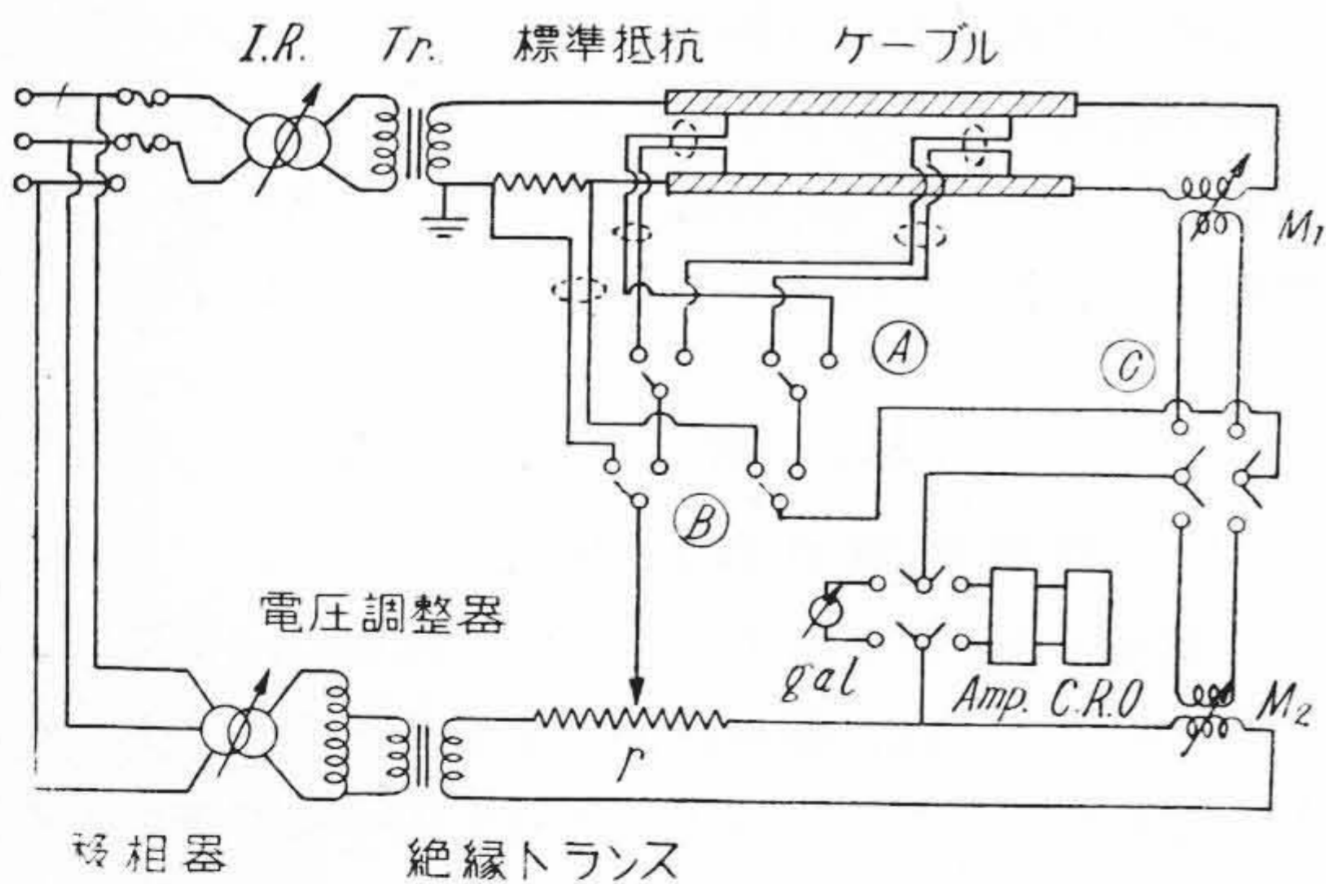 I.R. Tr. 標準抵抗 ケーブル
M1
A
C
B
電圧調整器
gal
Amp. C.R.O
M2
r
移相器 絶縁トランス